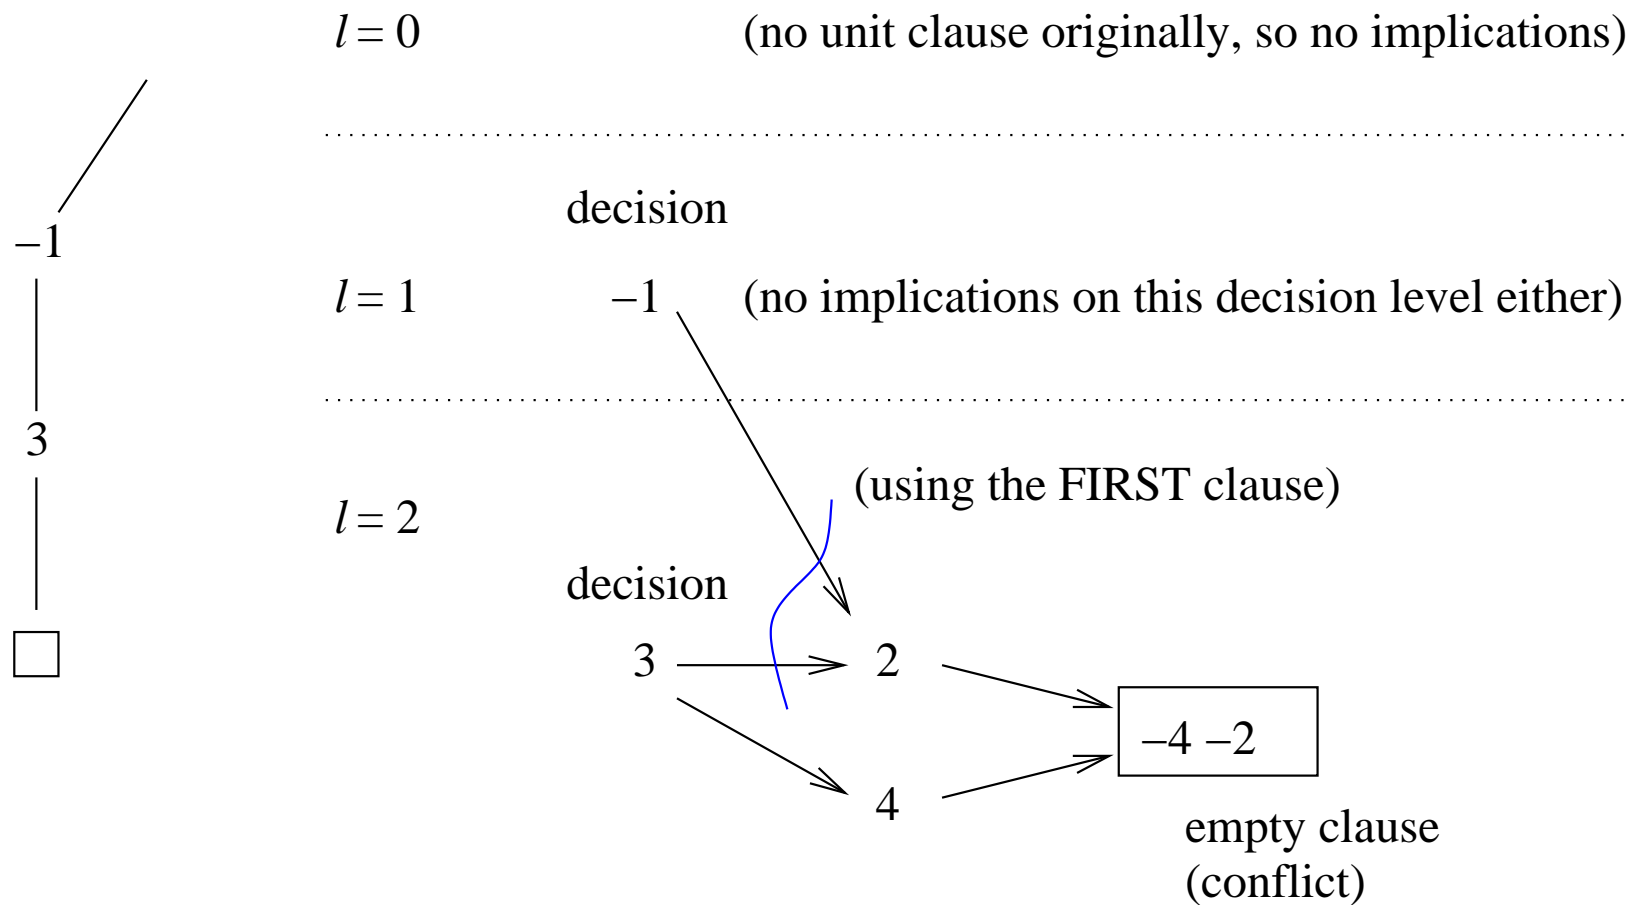 l = 0 (no unit clause originally, so no implications)
decision
–1
l = 1 –1 (no implications on this decision level either)
3
(using the FIRST clause)
l = 2
decision
3 2
–4 –2
4
empty clause
(conflict)